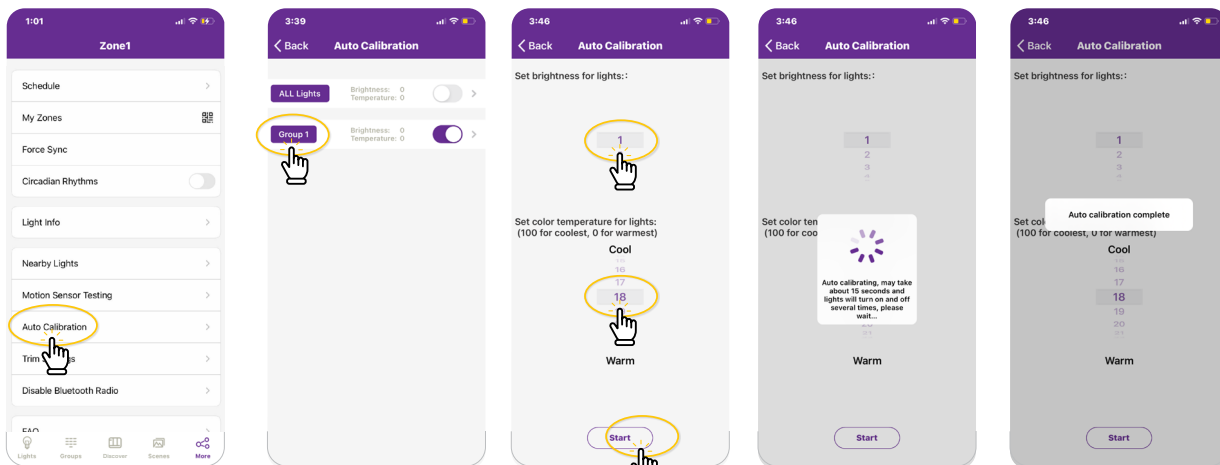 1:01
Zone1
Schedule
My Zones
Force Sync
Circadian Rhythms
Light Info
Nearby Lights
Motion Sensor Testing
Auto Calibration
Disable Bluetooth Radio
FAQ
Lights Groups Discover Scenes More
3:39
Back Auto Calibration
ALL Lights Brightness: 0
Temperature: 0
Group 1 Brightness: 0
Temperature: 0
3:46
Back Auto Calibration
Set brightness for lights::
1
Set color temperature for lights:
(100 for coolest, 0 for warmest)
Cool
16
17
18
Warm
Start
3:46
Back Auto Calibration
Set brightness for lights::
1
2
3
Set color tem
(100 for coo
Auto calibrating, may take
about 15 seconds and
lights will turn on and off
several times, please
wait...
Warm
Start
3:46
Back Auto Calibration
Set brightness for lights::
1
2
3
Auto calibration complete
(100 for coolest, 0 for warmest)
Cool
16
17
18
19
20
Warm
Start